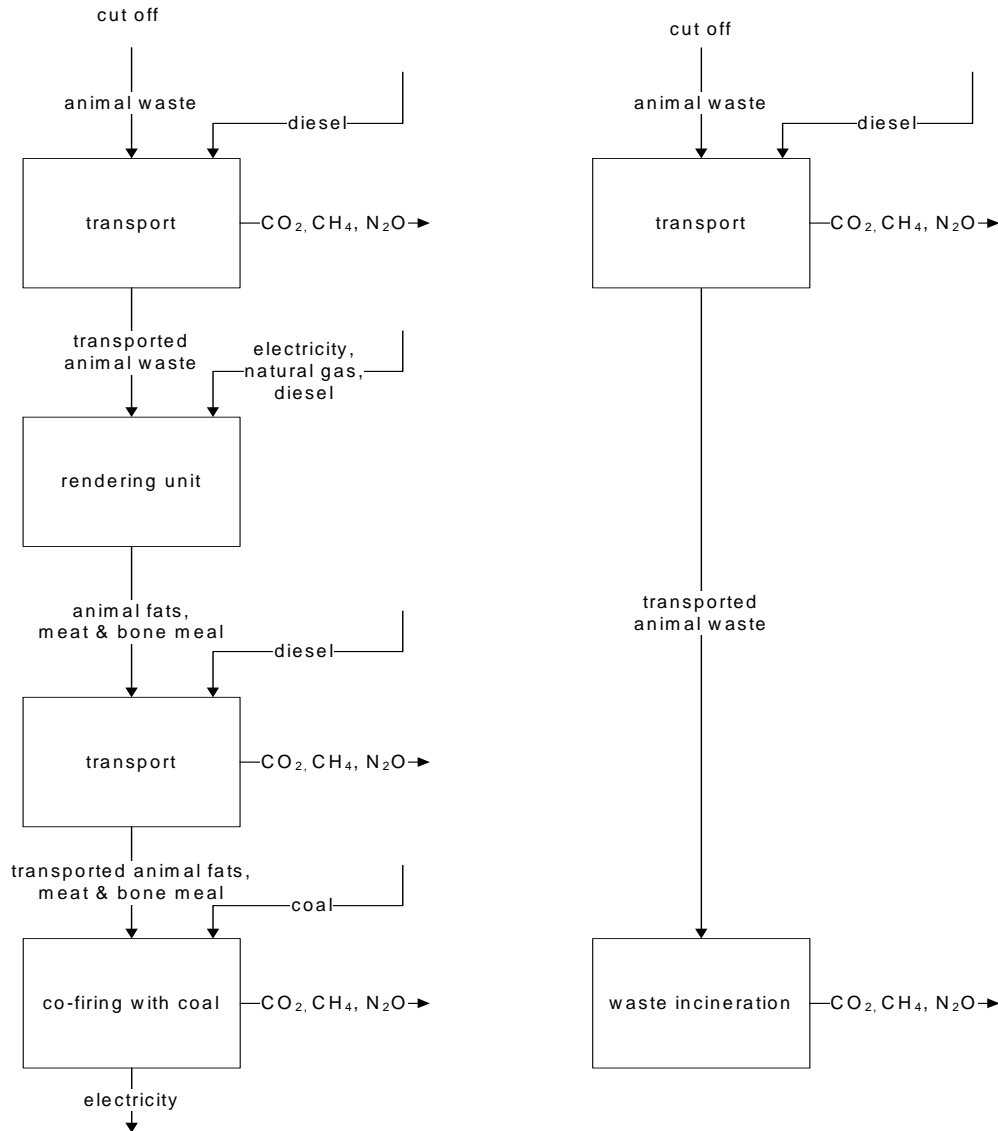 cut off
animal waste
diesel
transport
CO₂, CH₄, N₂O
transported
animal waste
electricity,
natural gas,
diesel
rendering unit
animal fats,
meat & bone meal
diesel
transport
CO₂, CH₄, N₂O
transported animal fats,
meat & bone meal
coal
co-firing with coal
CO₂, CH₄, N₂O
electricity
cut off
animal waste
diesel
transport
CO₂, CH₄, N₂O
transported
animal waste
waste incineration
CO₂, CH₄, N₂O